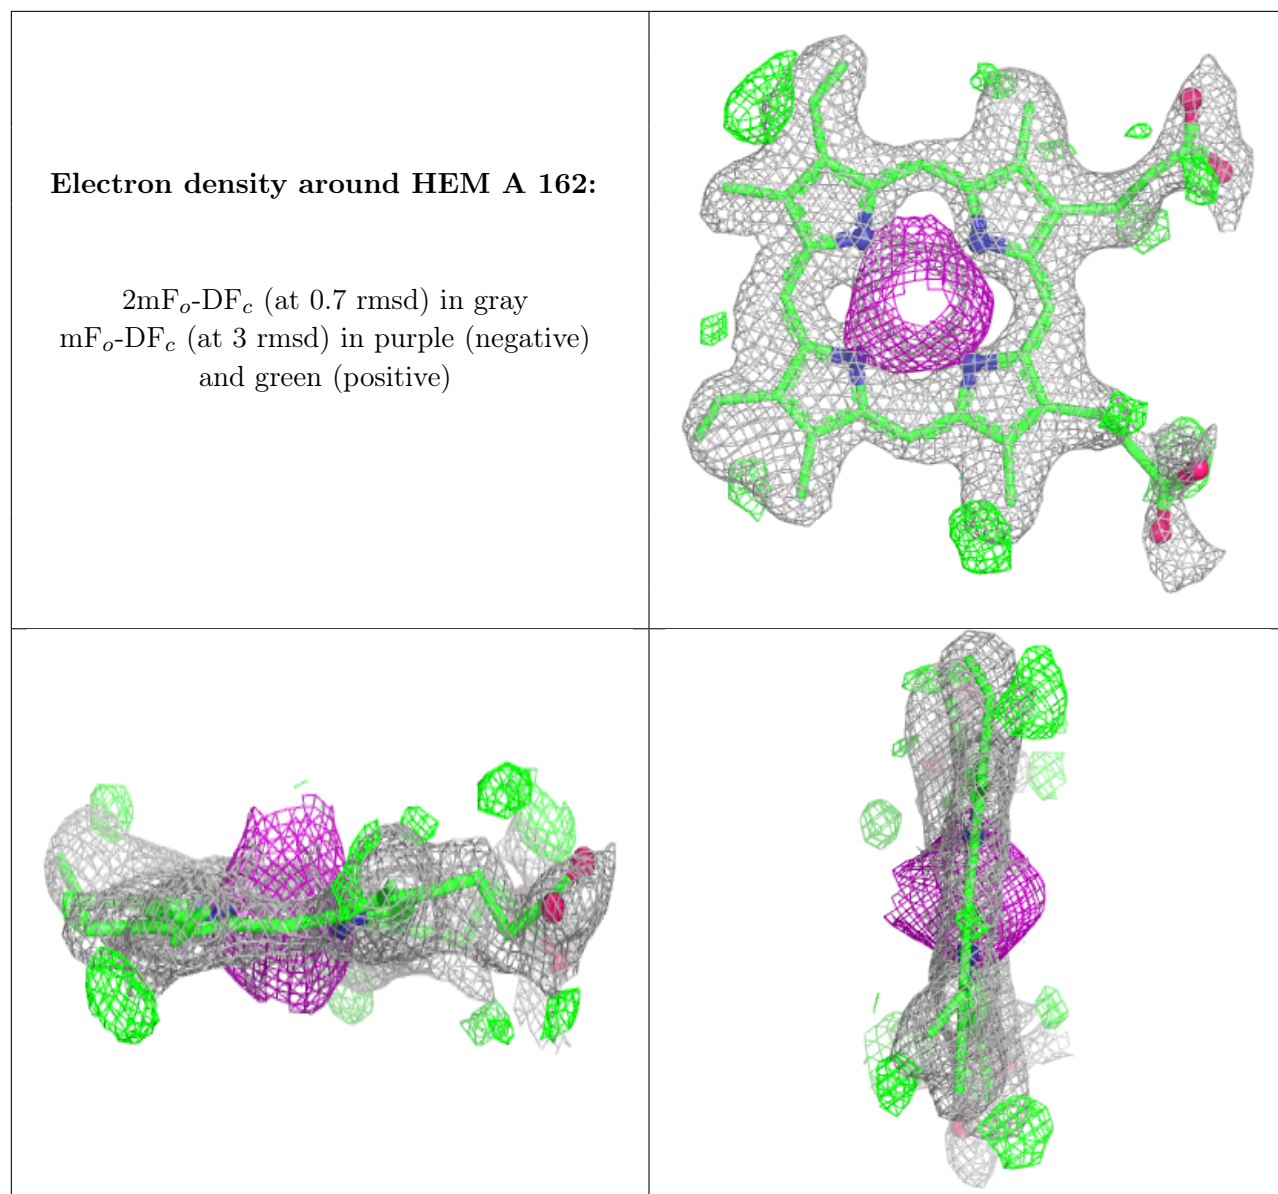 Electron density around HEM A 162:
2mFo-DFc (at 0.7 rmsd) in gray
mFo-DFc (at 3 rmsd) in purple (negative)
and green (positive)